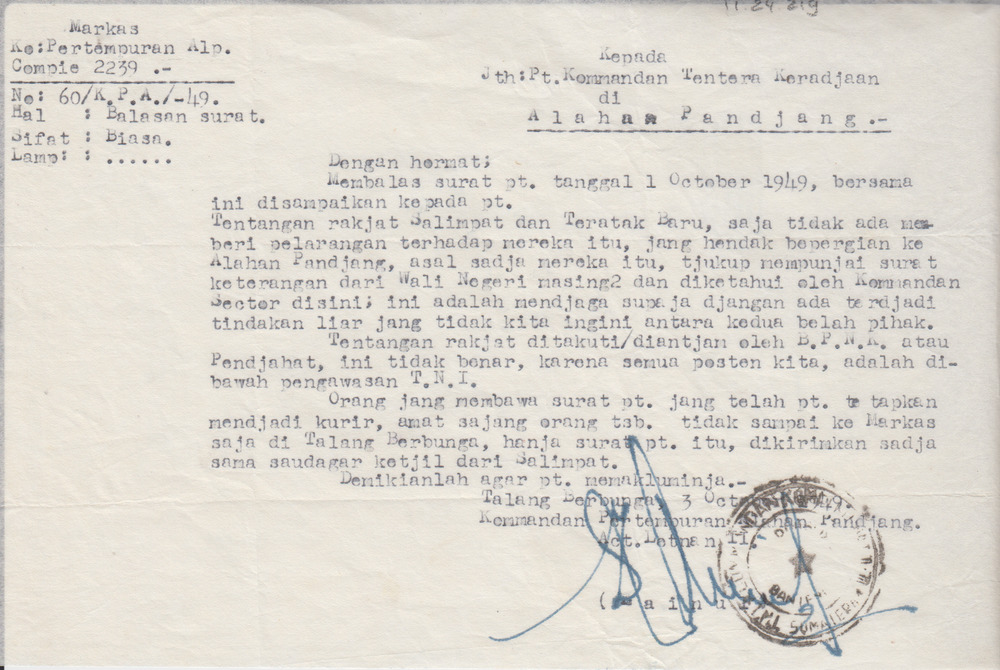 11.24 219
Markas
Ko:Pertempuran Alp.
Compie 2239 .-
No: 60/K.P.A./-49.
Hal : Balasan surat.
Sifat : Biasa.
Lamp: : ......
Kepada
Jth:Pt.Kommandan Tentera Keradjaan
di
Alahan Pandjang.-
Dengan hormat;
Membalas surat pt. tanggal 1 October 1949, bersama
ini disampaikan kepada pt.
Tentangan rakjat Salimpat dan Teratak Baru, saja tidak ada mem-
beri pelarangan terhadap mereka itu, jang hendak bepergian ke
Alahan Pandjang, asal sadja mereka itu, tjukup mempunjai surat
keterangan dari Wali Negeri masing2 dan diketahui oleh Kommandan
Sector disini; ini adalah mendjaga supaja djangan ada terdjadi
tindakan liar jang tidak kita ingini antara kedua belah pihak.
Tentangan rakjat ditakuti/diantjam oleh B.P.N.K. atau
Pendjahat, ini tidak benar, karena semua posten kita, adalah di-
bawah pengawasan T.N.I.
Orang jang membawa surat pt. jang telah pt. te tapkan
mendjadi kurir, amat sajang orang tsb. tidak sampai ke Markas
saja di Talang Berbunga, hanja surat pt. itu, dikirimkan sadja
sama saudagar ketjil dari Salimpat.
Demikianlah agar pt. memakluminja.-
Talang Berbunga, 3 October 1949.
Kommandan Pertempuran Alahan Pandjang.
Act.Letnan II.
BANTENG
SUMATERA